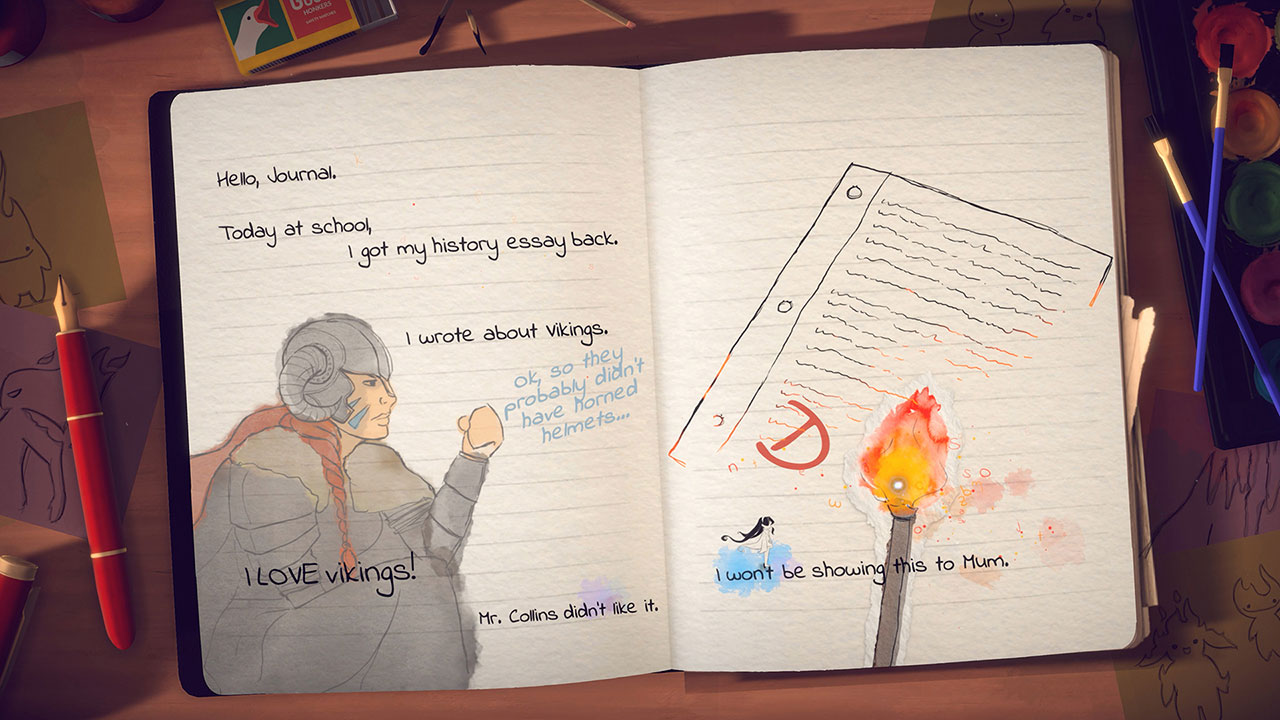 HONKERS
Hello, Journal.
Today at school,
I got my history essay back.
I wrote about vikings.
ok, so they
probably didn't
have horned
helmets...
I LOVE vikings!
Mr. Collins didn't like it.
D
I won't be showing this to Mum.